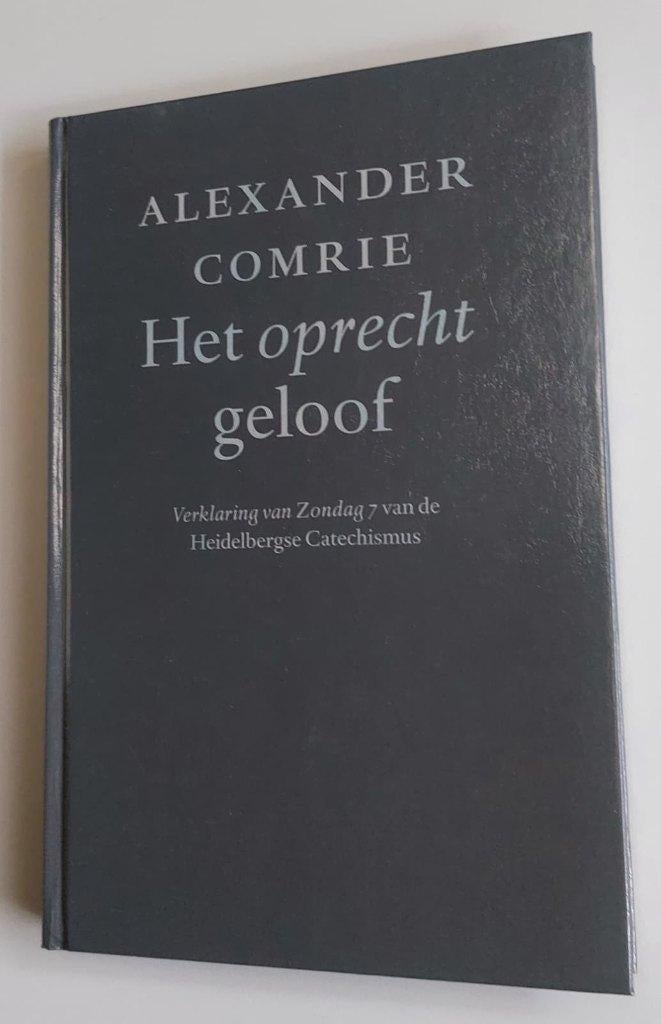 ALEXANDER
COMRIE
Het oprecht
geloof
Verklaring van Zondag 7 van de
Heidelbergse Catechismus